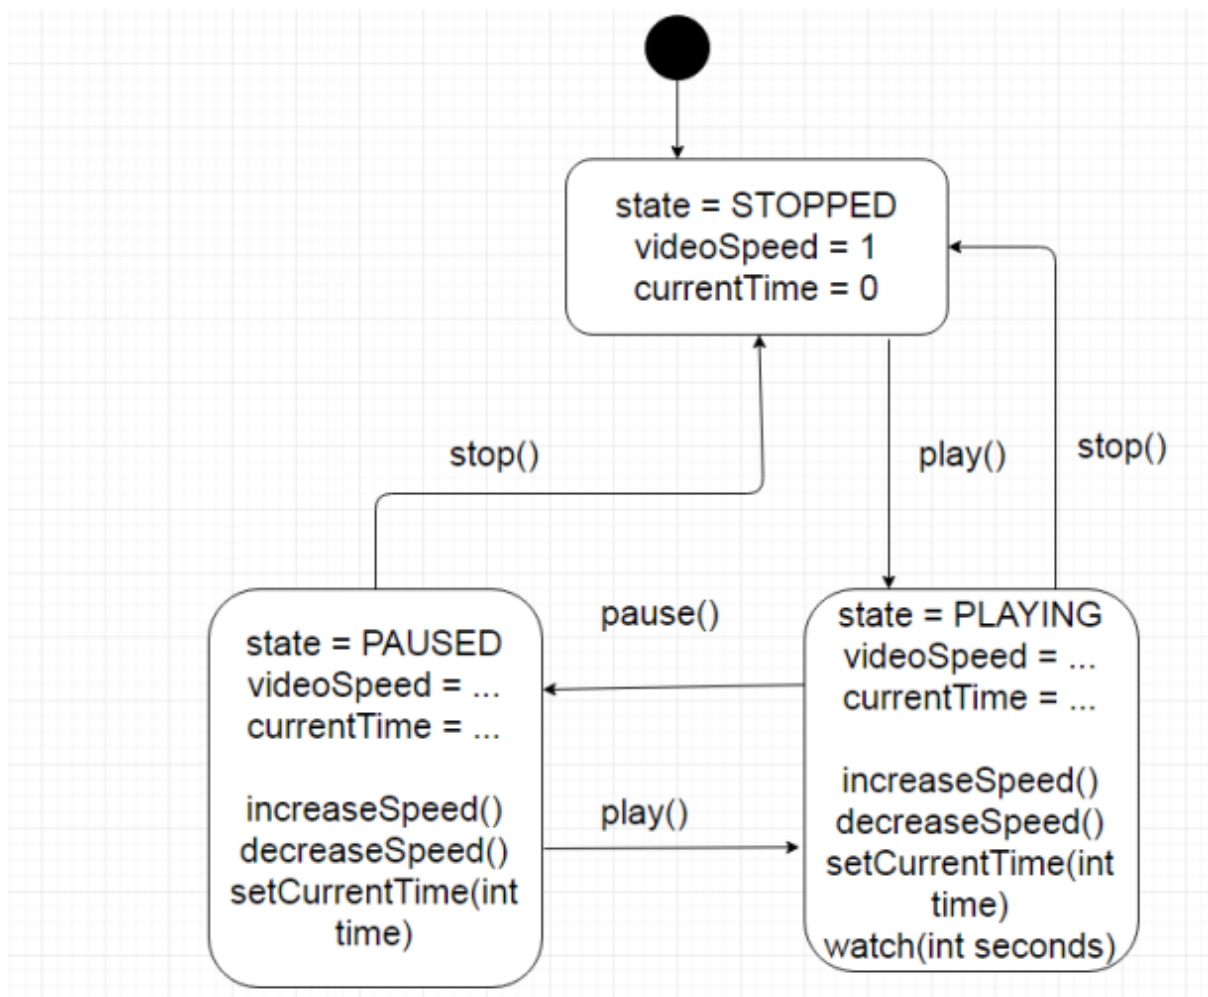 state = STOPPED
videoSpeed = 1
currentTime = 0
stop()
play()
stop()
state = PAUSED
videoSpeed = ...
currentTime = ...
increaseSpeed()
decreaseSpeed()
setCurrentTime(int
time)
pause()
play()
state = PLAYING
videoSpeed = ...
currentTime = ...
increaseSpeed()
decreaseSpeed()
setCurrentTime(int
time)
watch(int seconds)